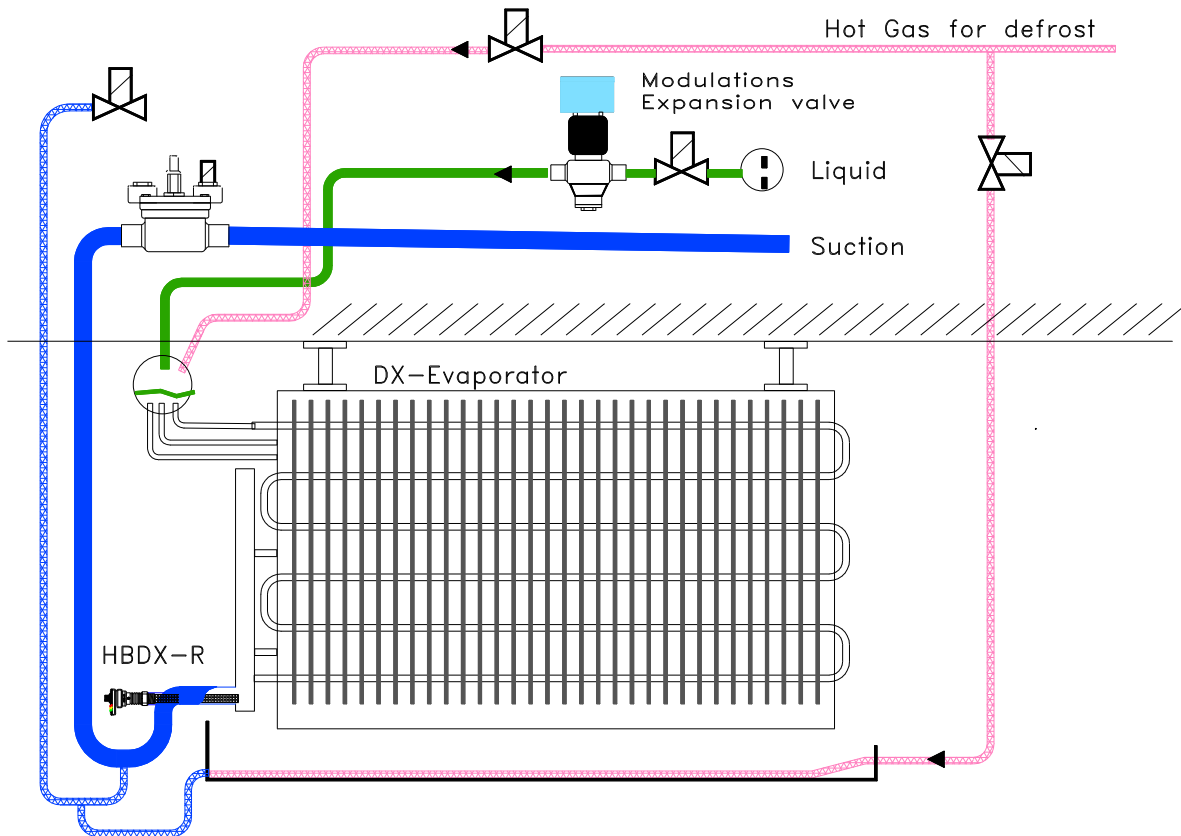 Hot Gas for defrost
Modulations
Expansion valve
Liquid
Suction
DX-Evaporator
HBDX-R